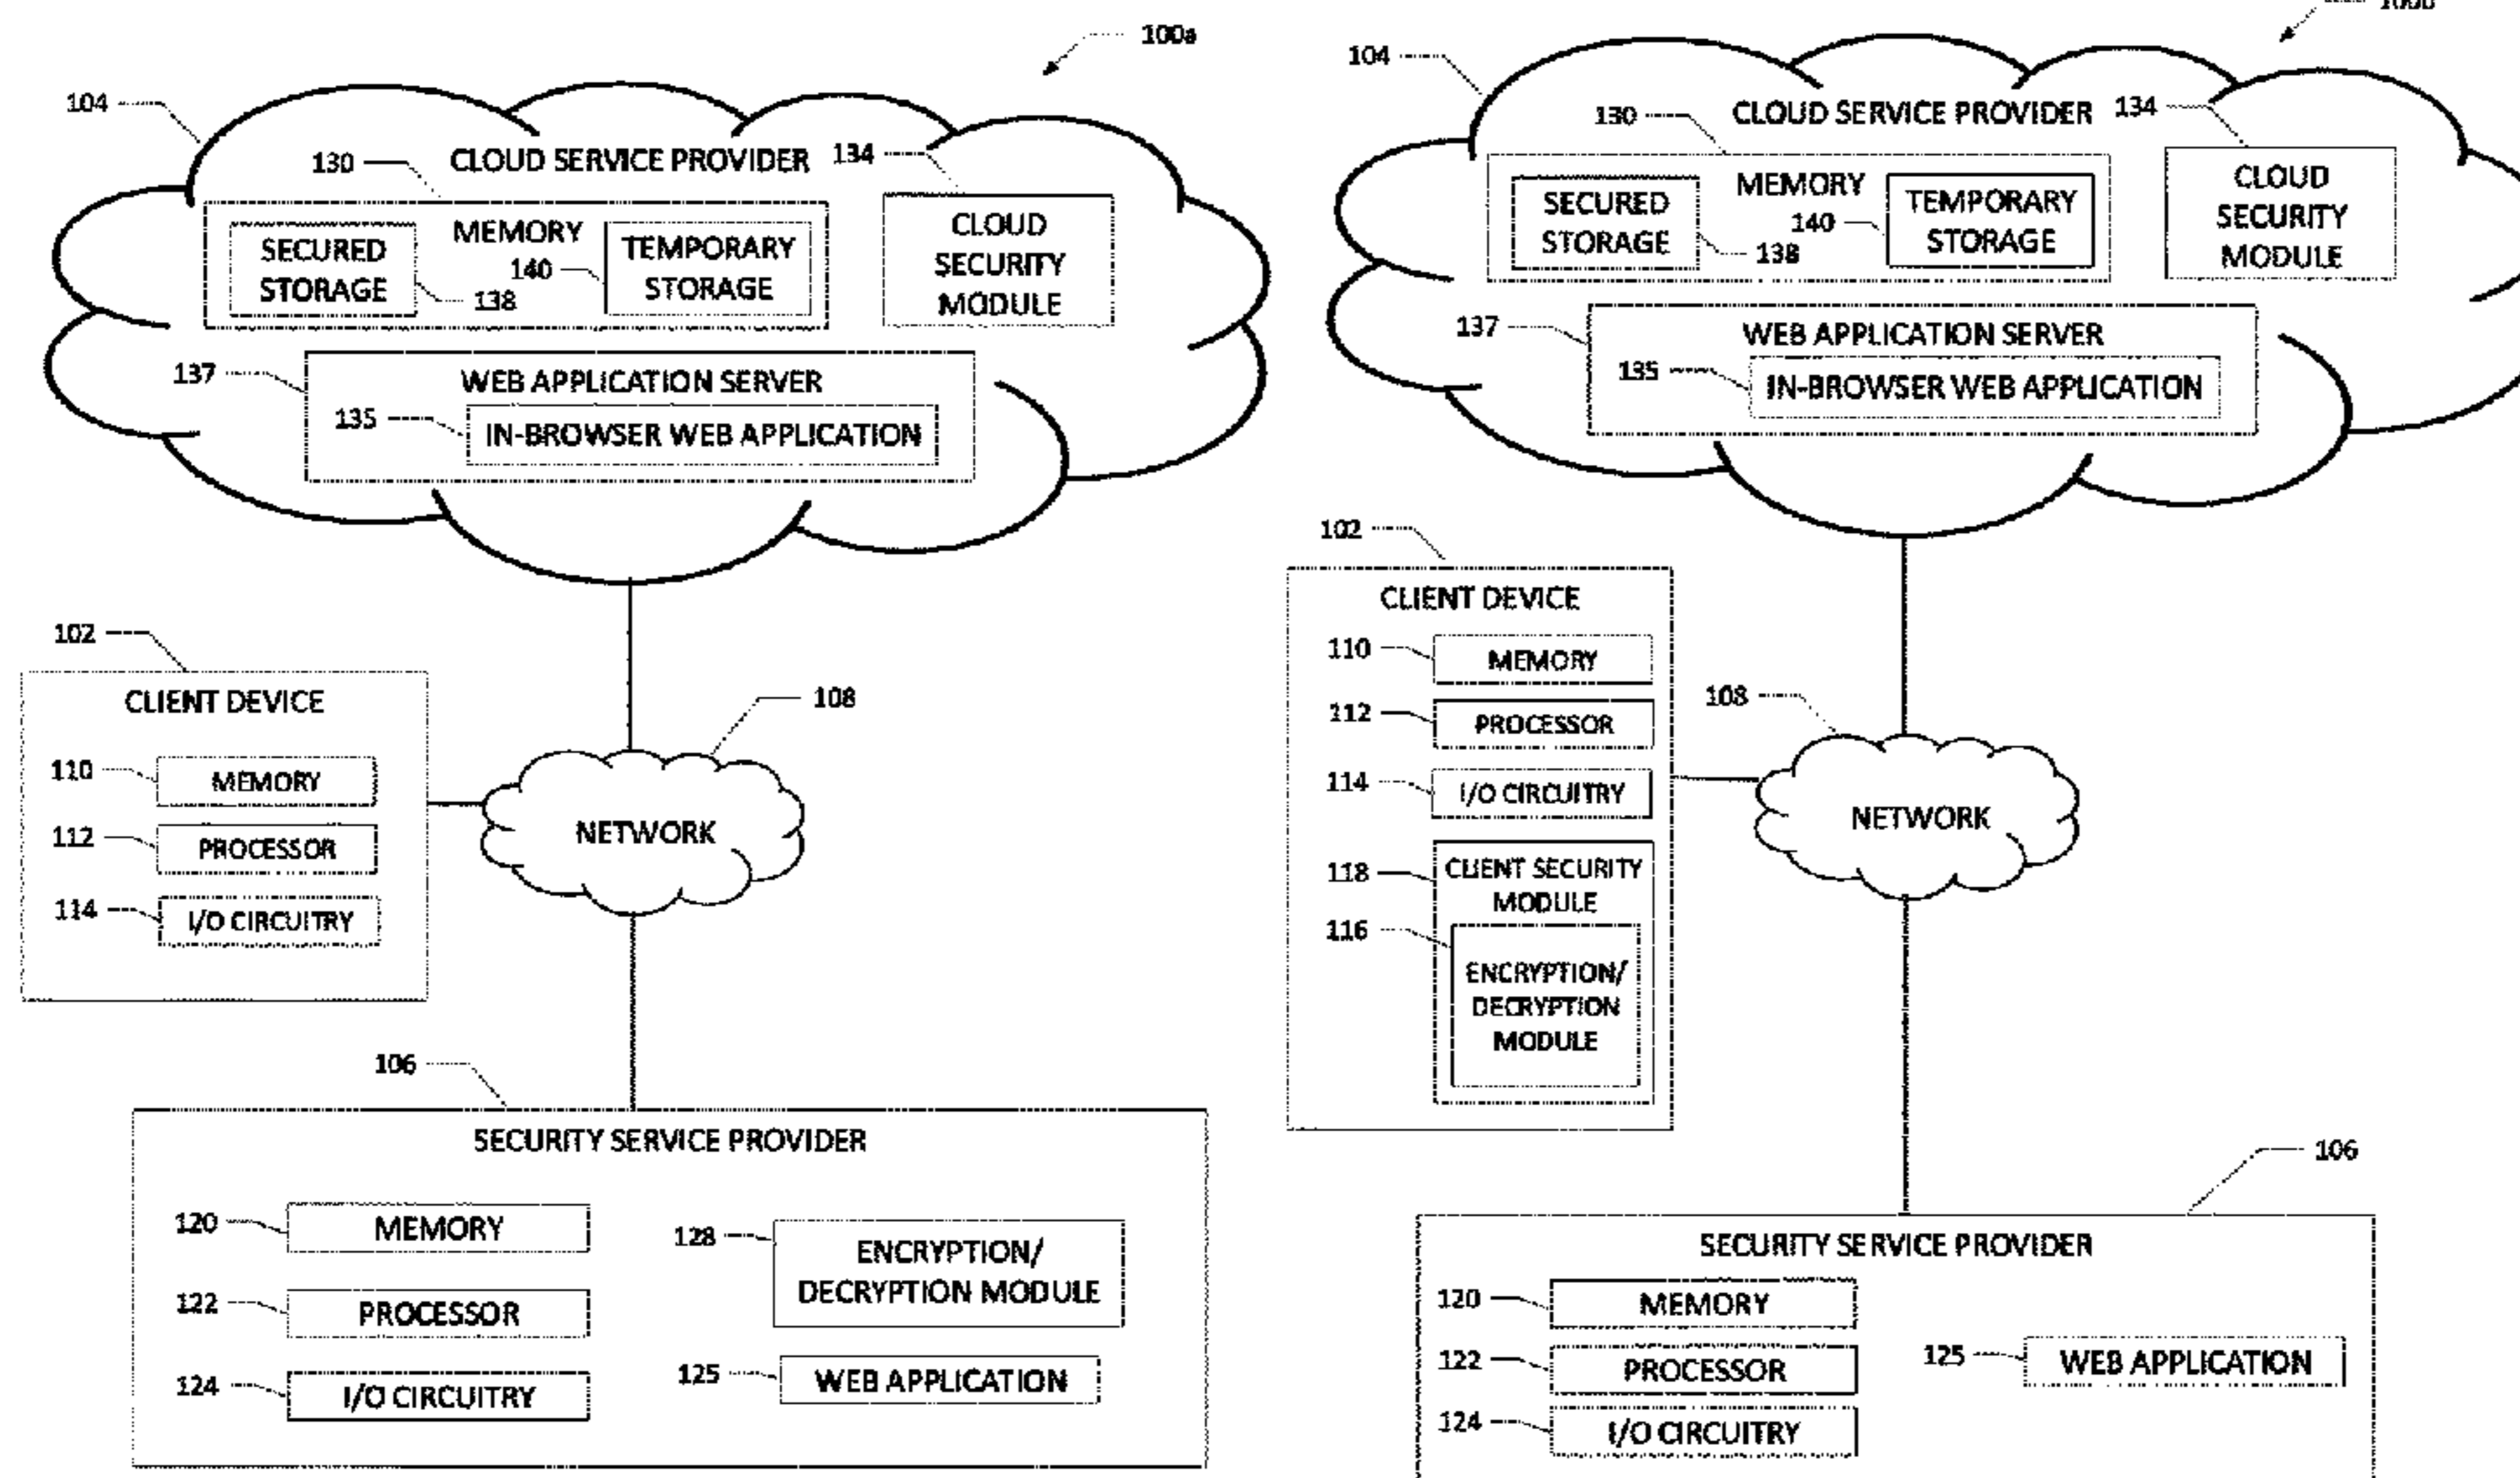 100a
104
CLOUD SERVICE PROVIDER
134
130
MEMORY
SECURED
STORAGE
138
140
TEMPORARY
STORAGE
CLOUD
SECURITY
MODULE
137
WEB APPLICATION SERVER
135
IN-BROWSER WEB APPLICATION
102
CLIENT DEVICE
110
MEMORY
112
PROCESSOR
114
I/O CIRCUITRY
108
NETWORK
106
SECURITY SERVICE PROVIDER
120
MEMORY
122
PROCESSOR
124
I/O CIRCUITRY
128
ENCRYPTION/
DECRYPTION MODULE
125
WEB APPLICATION
100b
104
CLOUD SERVICE PROVIDER
134
130
MEMORY
SECURED
STORAGE
138
140
TEMPORARY
STORAGE
CLOUD
SECURITY
MODULE
137
WEB APPLICATION SERVER
135
IN-BROWSER WEB APPLICATION
102
CLIENT DEVICE
110
MEMORY
112
PROCESSOR
114
I/O CIRCUITRY
118
CLIENT SECURITY
MODULE
116
ENCRYPTION/
DECRYPTION
MODULE
108
NETWORK
106
SECURITY SERVICE PROVIDER
120
MEMORY
122
PROCESSOR
124
I/O CIRCUITRY
125
WEB APPLICATION